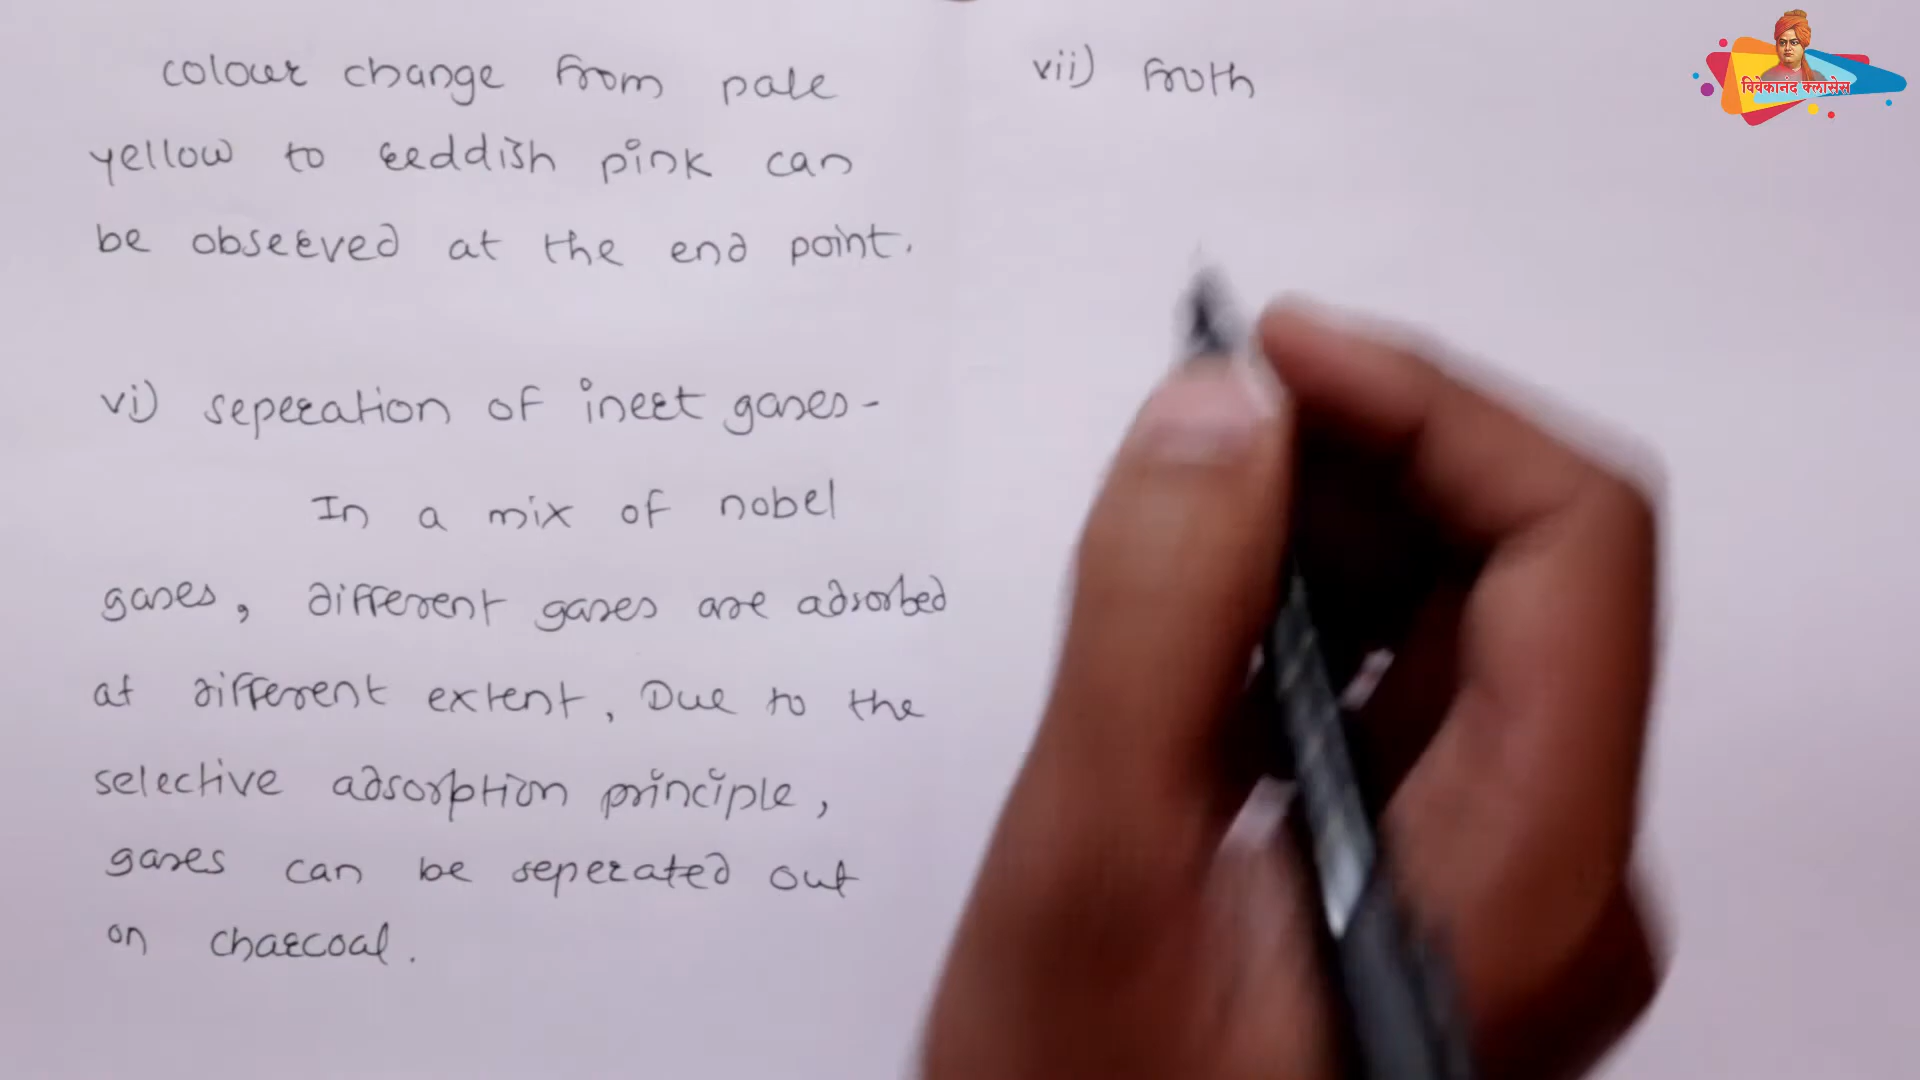 colour change from pale
yellow to reddish pink can
be observed at the end point.
vi) seperation of inert gases-
In a mix of nobel
gases, different gases are adsorbed
at different extent. Due to the
selective adsorption principle,
gases can be seperated out
on charcoal.
vii) froth
विवेकानंद क्लासेस